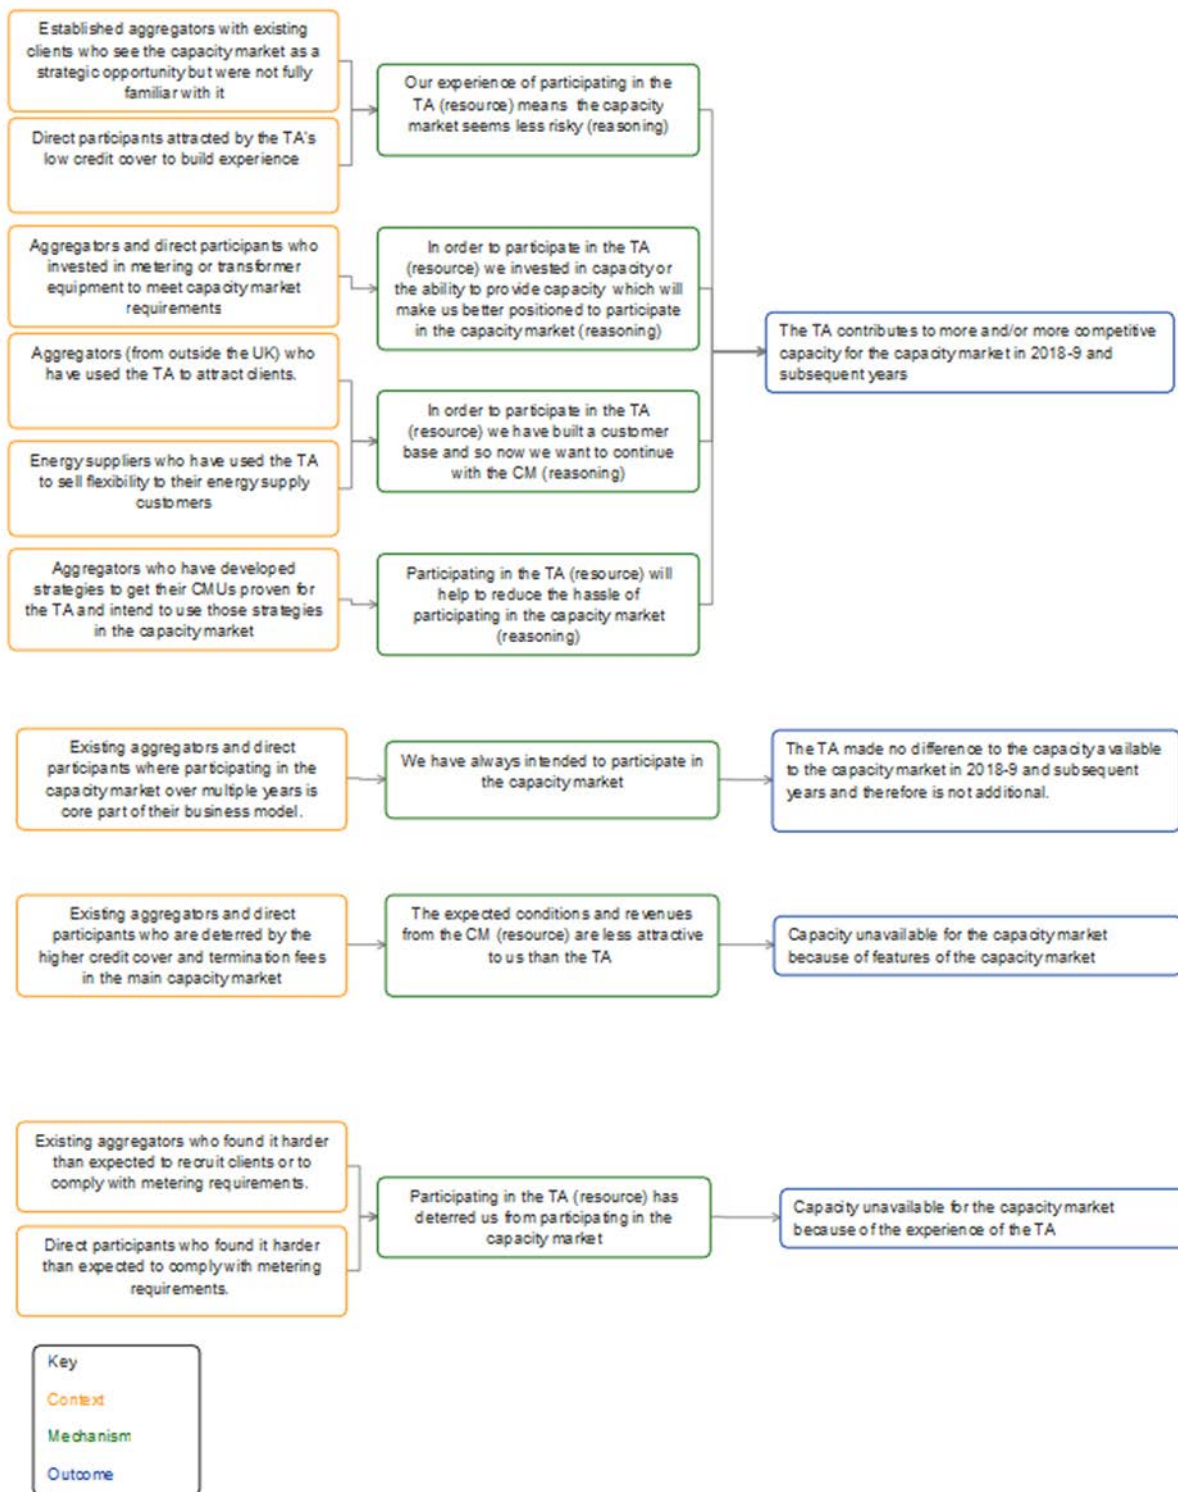 Established aggregators with existing
clients who see the capacity market as a
strategic opportunity but were not fully
familiar with it
Direct participants attracted by the TA's
low credit cover to build experience
Our experience of participating in the
TA (resource) means the capacity
market seems less risky (reasoning)
Aggregators and direct participants who
invested in metering or transformer
equipment to meet capacity market
requirements
In order to participate in the TA
(resource) we invested in capacity or
the ability to provide capacity which will
make us better positioned to participate
in the capacity market (reasoning)
Aggregators (from outside the UK) who
have used the TA to attract clients.
Energy suppliers who have used the TA
to sell flexibility to their energy supply
customers
In order to participate in the TA
(resource) we have built a customer
base and so now we want to continue
with the CM (reasoning)
Aggregators who have developed
strategies to get their CMUs proven for
the TA and intend to use those strategies
in the capacity market
Participating in the TA (resource) will
help to reduce the hassle of
participating in the capacity market
(reasoning)
The TA contributes to more and/or more competitive
capacity for the capacity market in 2018-9 and
subsequent years
Existing aggregators and direct
participants where participating in the
capacity market over multiple years is
core part of their business model.
We have always intended to participate in
the capacity market
The TA made no difference to the capacity available
to the capacity market in 2018-9 and subsequent
years and therefore is not additional.
Existing aggregators and direct
participants who are deterred by the
higher credit cover and termination fees
in the main capacity market
The expected conditions and revenues
from the CM (resource) are less attractive
to us than the TA
Capacity unavailable for the capacity market
because of features of the capacity market
Existing aggregators who found it harder
than expected to recruit clients or to
comply with metering requirements.
Direct participants who found it harder
than expected to comply with metering
requirements.
Participating in the TA (resource) has
deterred us from participating in the
capacity market
Capacity unavailable for the capacity market
because of the experience of the TA
Key
Context
Mechanism
Outcome